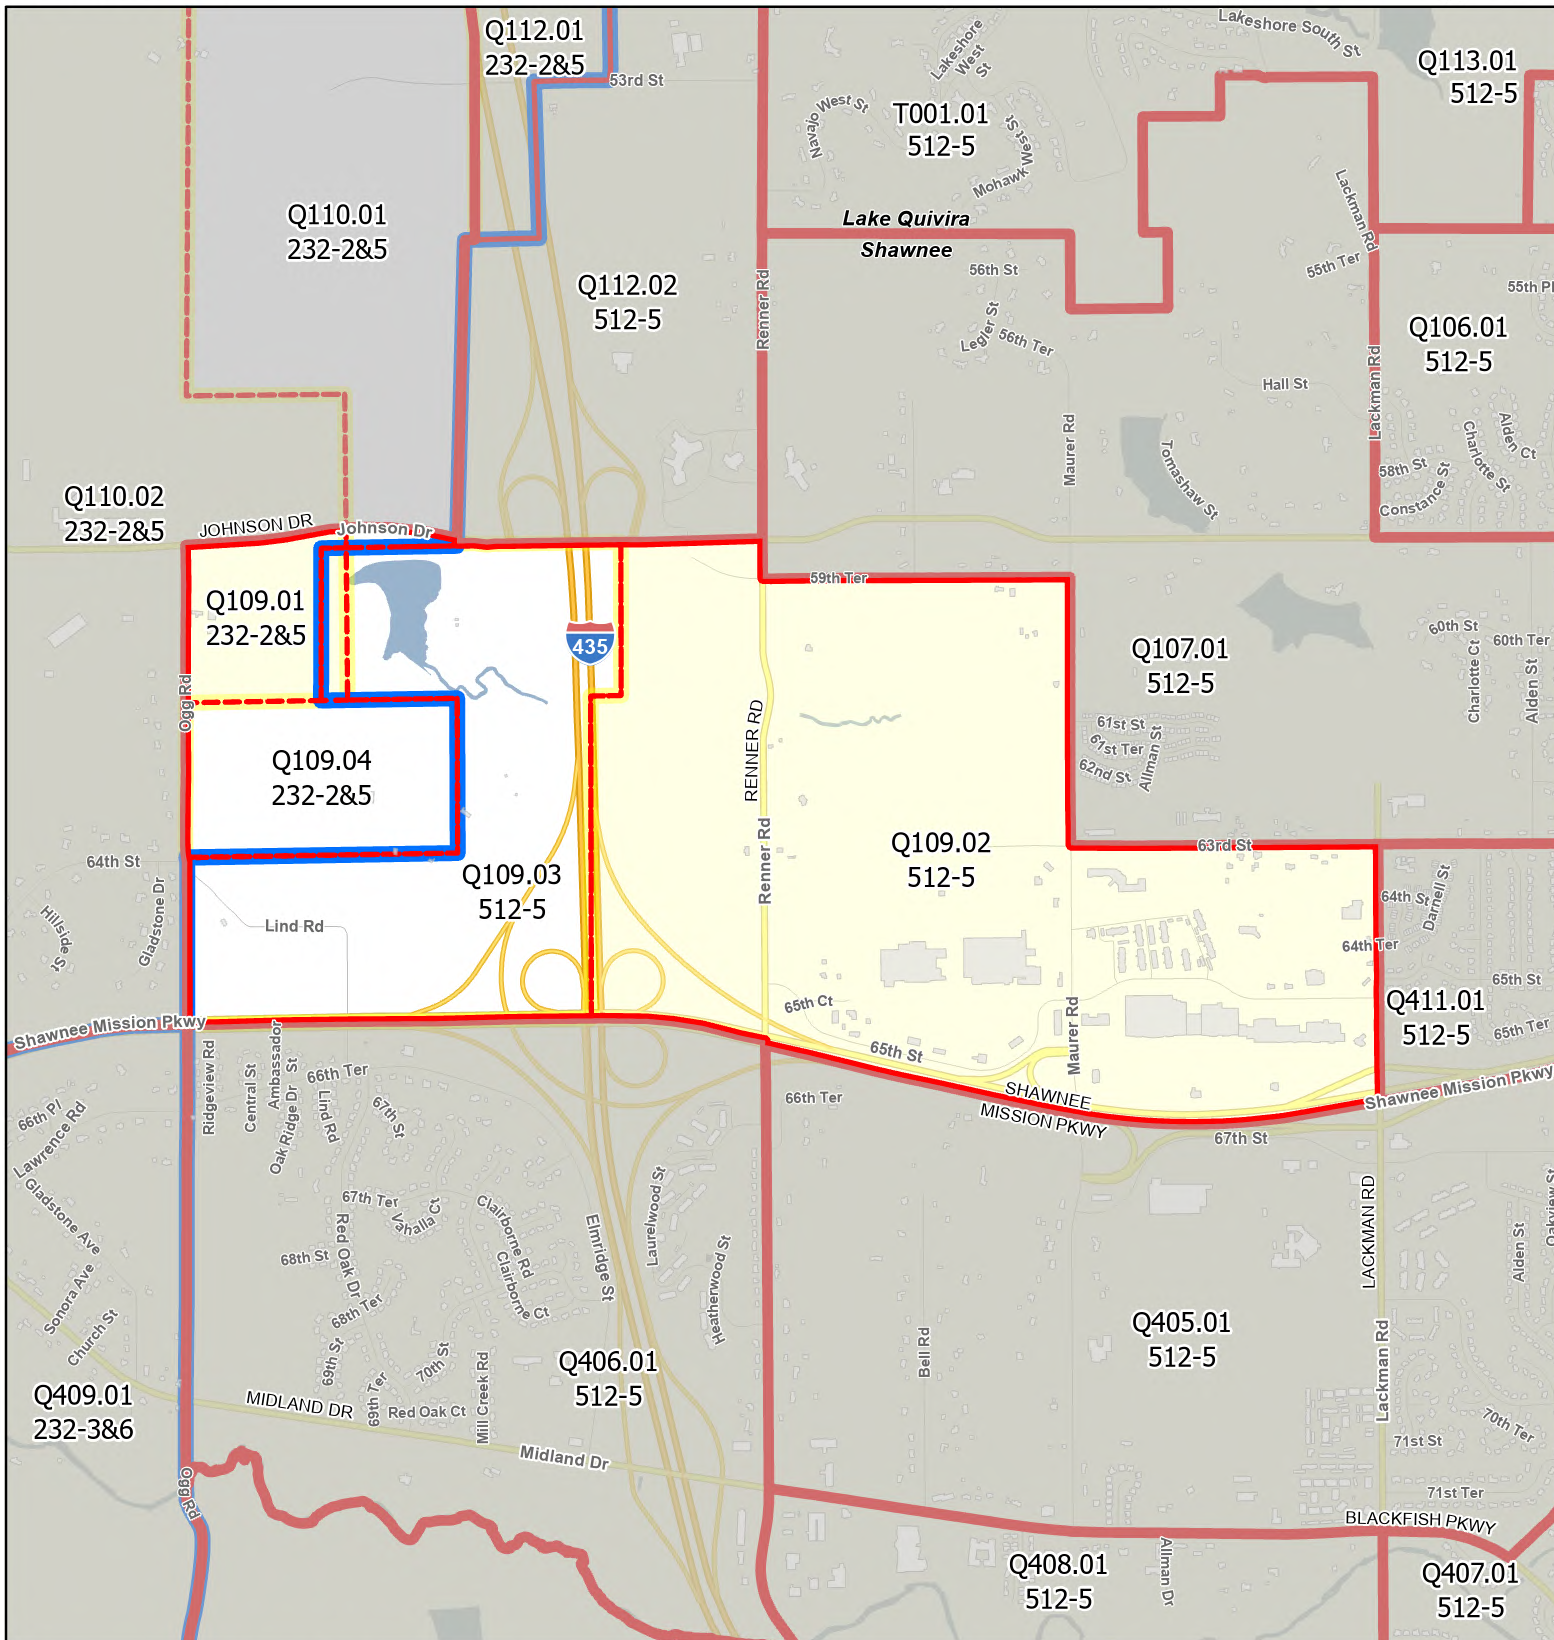 Q112.01
232-2&5
53rd St
Lakeshore South St
Lakeshore
West
St
Q113.01
512-5
Navajo West St
T001.01
512-5
Mohawk West St
Lackman Rd
Q110.01
232-2&5
Lake Quivira
Shawnee
56th St
55th Ter
55th Pl
Renner Rd
Q112.02
512-5
Legler St
56th Ter
Q106.01
512-5
Lackman Rd
Hall St
Maurer Rd
Tomashaw St
Alden Ct
Charlotte St
58th St
Constance St
Q110.02
232-2&5
JOHNSON DR
Johnson Dr
59th Ter
Q109.01
232-2&5
435
Q107.01
512-5
60th St
60th Ter
Charlotte Ct
Alden St
Ogg Rd
RENNER RD
61st St
61st Ter
62nd St
Allman St
Q109.04
232-2&5
Renner Rd
Q109.02
512-5
63rd St
64th St
Gladstone Dr
Hillside St
Q109.03
512-5
Lind Rd
64th St
Darnell St
64th Ter
65th St
65th Ct
65th St
Maurer Rd
Q411.01
512-5
65th Ter
Shawnee Mission Pkwy
Ridgeview Rd
Central St
Ambassador
St
Oak Ridge Dr
66th Ter
Lind Rd
67th St
66th Pl
Lawrence Rd
66th Ter
SHAWNEE
MISSION PKWY
Shawnee Mission Pkwy
67th St
Gladstone Ave
67th Ter
Vahalla Ct
Red Oak Dr
68th St
Clairborne Rd
Clairborne Ct
Elmridge St
Laurelwood St
Heatherwood St
LACKMAN RD
Alden St
Oakview St
Sonora Ave
Church St
68th Ter
69th St
70th St
Mill Creek Rd
69th Ter
Red Oak Ct
Q406.01
512-5
Bell Rd
Q405.01
512-5
Lackman Rd
Q409.01
232-3&6
MIDLAND DR
Midland Dr
70th Ter
71st St
71st Ter
Ogg Rd
BLACKFISH PKWY
Q408.01
512-5
Allman Dr
Q407.01
512-5